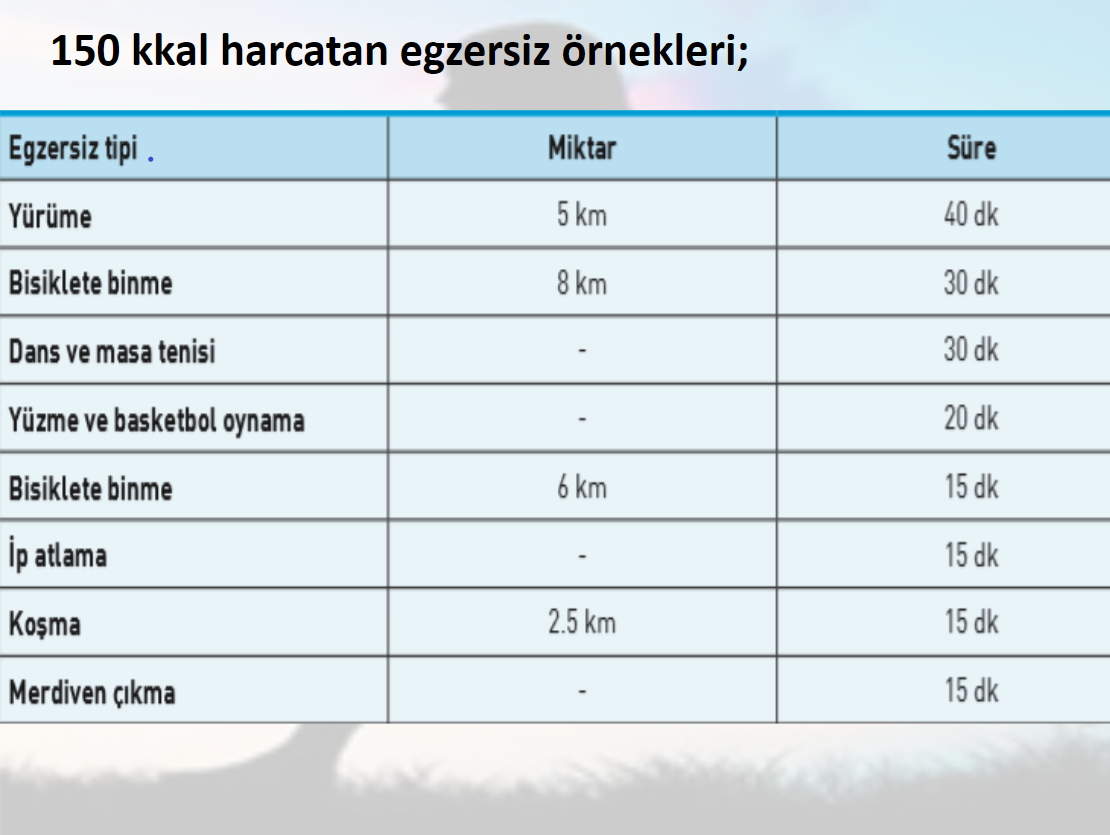 150 kkal harcatan egzersiz örnekleri;
Egzersiz tipi . Miktar Süre
Yürüme 5 km 40 dk
Bisiklete binme 8 km 30 dk
Dans ve masa tenisi - 30 dk
Yüzme ve basketbol oynama - 20 dk
Bisiklete binme 6 km 15 dk
İp atlama - 15 dk
Koşma 2.5 km 15 dk
Merdiven çıkma - 15 dk